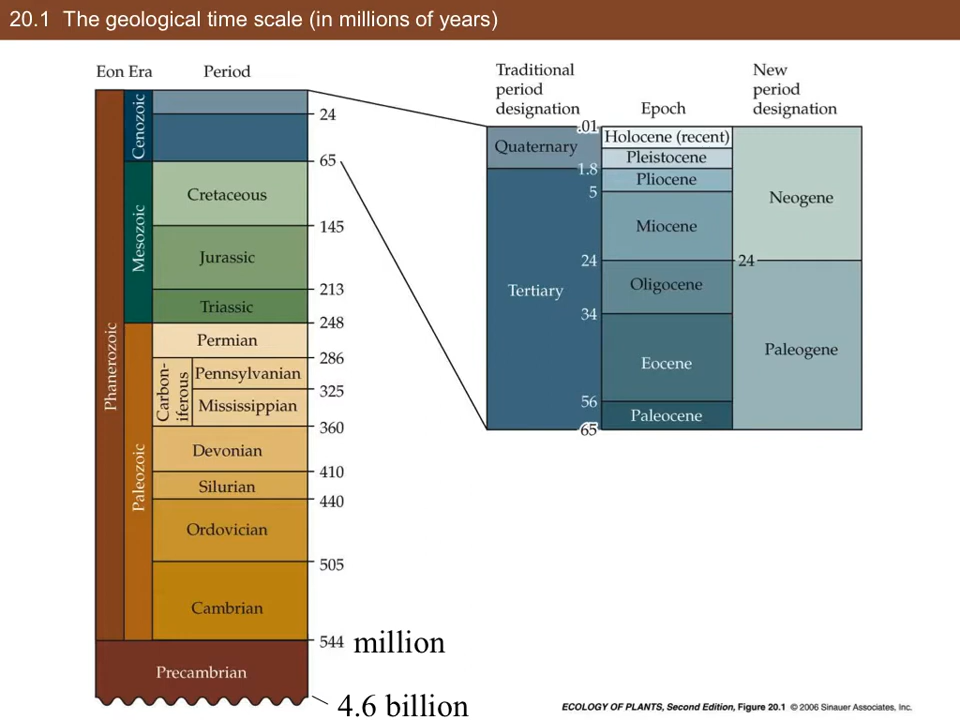 20.1 The geological time scale (in millions of years)
Eon Era Period
Cenozoic
24
65
Mesozoic
Cretaceous
145
Jurassic
213
Triassic
248
Phanerozoic
Paleozoic
Permian
286
Carbon-
iferous
Pennsylvanian
325
Mississippian
360
Devonian
410
Silurian
440
Ordovician
505
Cambrian
544 million
Precambrian
4.6 billion
Traditional
period
designation
Epoch
New
period
designation
.01
Quaternary
Holocene (recent)
Pleistocene
1.8
Pliocene
5
Neogene
Miocene
24
24
Tertiary
Oligocene
34
Paleogene
Eocene
56
Paleocene
65
ECOLOGY OF PLANTS, Second Edition, Figure 20.1 © 2006 Sinauer Associates, Inc.